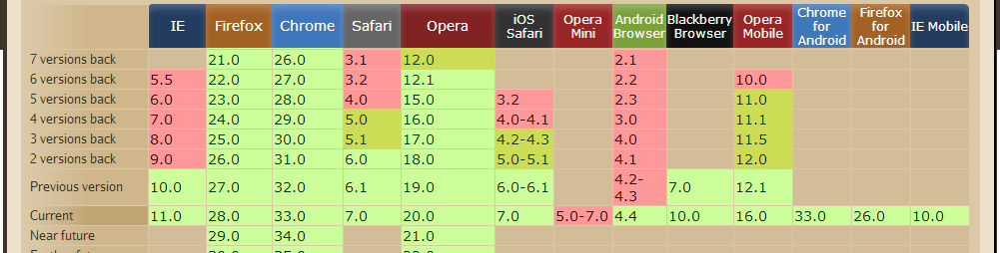 IE Firefox Chrome Safari Opera iOS Safari Opera Mini Android Browser Blackberry Browser Opera Mobile Chrome for Android Firefox for Android IE Mobile
7 versions back 21.0 26.0 3.1 12.0 2.1
6 versions back 5.5 22.0 27.0 3.2 12.1 2.2 10.0
5 versions back 6.0 23.0 28.0 4.0 15.0 3.2 2.3 11.0
4 versions back 7.0 24.0 29.0 5.0 16.0 4.0-4.1 3.0 11.1
3 versions back 8.0 25.0 30.0 5.1 17.0 4.2-4.3 4.0 11.5
2 versions back 9.0 26.0 31.0 6.0 18.0 5.0-5.1 4.1 12.0
Previous version 10.0 27.0 32.0 6.1 19.0 6.0-6.1 4.2-4.3 7.0 12.1
Current 11.0 28.0 33.0 7.0 20.0 7.0 5.0-7.0 4.4 10.0 16.0 33.0 26.0 10.0
Near future 29.0 34.0 21.0